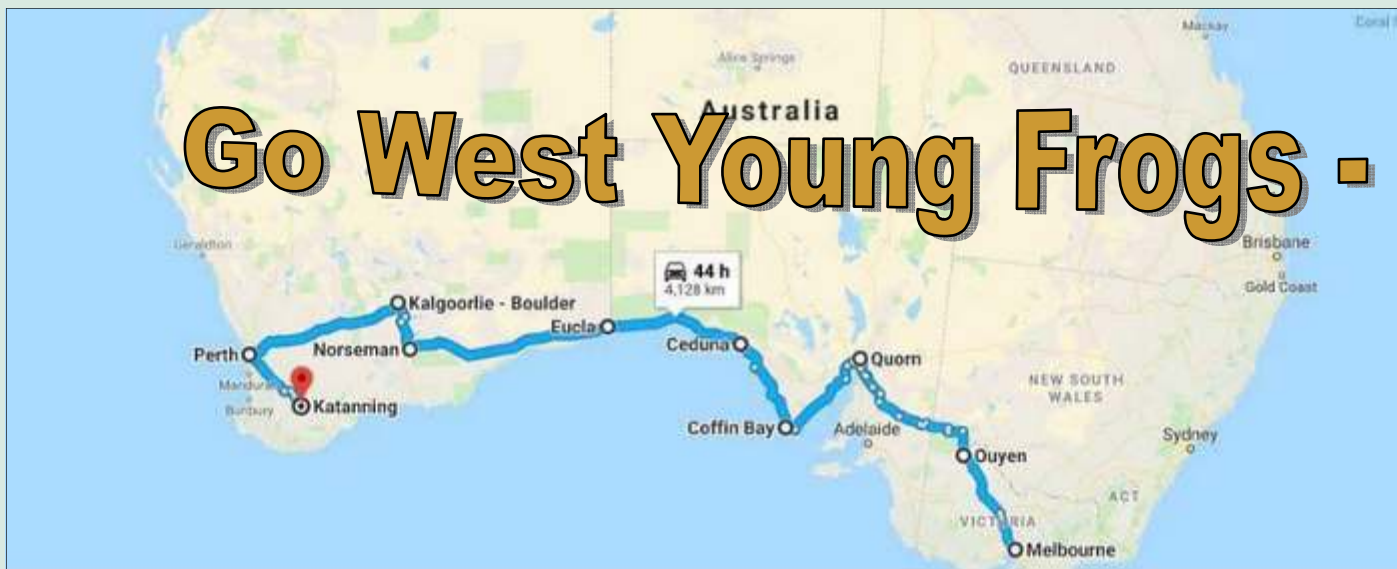 Mackay
Coral
Alice Springs
QUEENSLAND
Australia
Go West Young Frogs -
Geraldton
Brisbane
Gold Coast
44 h
4,128 km
Kalgoorlie - Boulder
Eucla
Ceduna
Perth
Norseman
Quorn
Mandurah
Bunbury
Katanning
NEW SOUTH
WALES
Coffin Bay
Adelaide
Sydney
Ouyen
ACT
VICTORIA
Melbourne